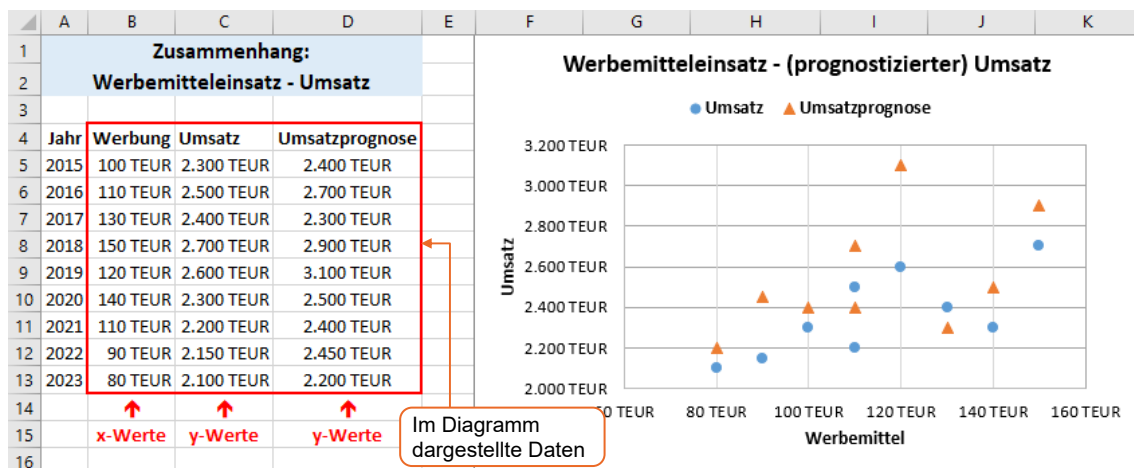 A B C D E F G H I J K
1 Zusammenhang:
2 Werbemitteleinsatz - Umsatz
3
4 Jahr Werbung Umsatz Umsatzprognose
5 2015 100 TEUR 2.300 TEUR 2.400 TEUR
6 2016 110 TEUR 2.500 TEUR 2.700 TEUR
7 2017 130 TEUR 2.400 TEUR 2.300 TEUR
8 2018 150 TEUR 2.700 TEUR 2.900 TEUR
9 2019 120 TEUR 2.600 TEUR 3.100 TEUR
10 2020 140 TEUR 2.300 TEUR 2.500 TEUR
11 2021 110 TEUR 2.200 TEUR 2.400 TEUR
12 2022 90 TEUR 2.150 TEUR 2.450 TEUR
13 2023 80 TEUR 2.100 TEUR 2.200 TEUR
14
15 x-Werte y-Werte y-Werte
16
Im Diagramm
dargestellte Daten
Werbemitteleinsatz - (prognostizierter) Umsatz
Umsatz Umsatzprognose
3.200 TEUR
3.000 TEUR
2.800 TEUR
2.600 TEUR
2.400 TEUR
2.200 TEUR
2.000 TEUR
Umsatz
0 TEUR 80 TEUR 100 TEUR 120 TEUR 140 TEUR 160 TEUR
Werbemittel